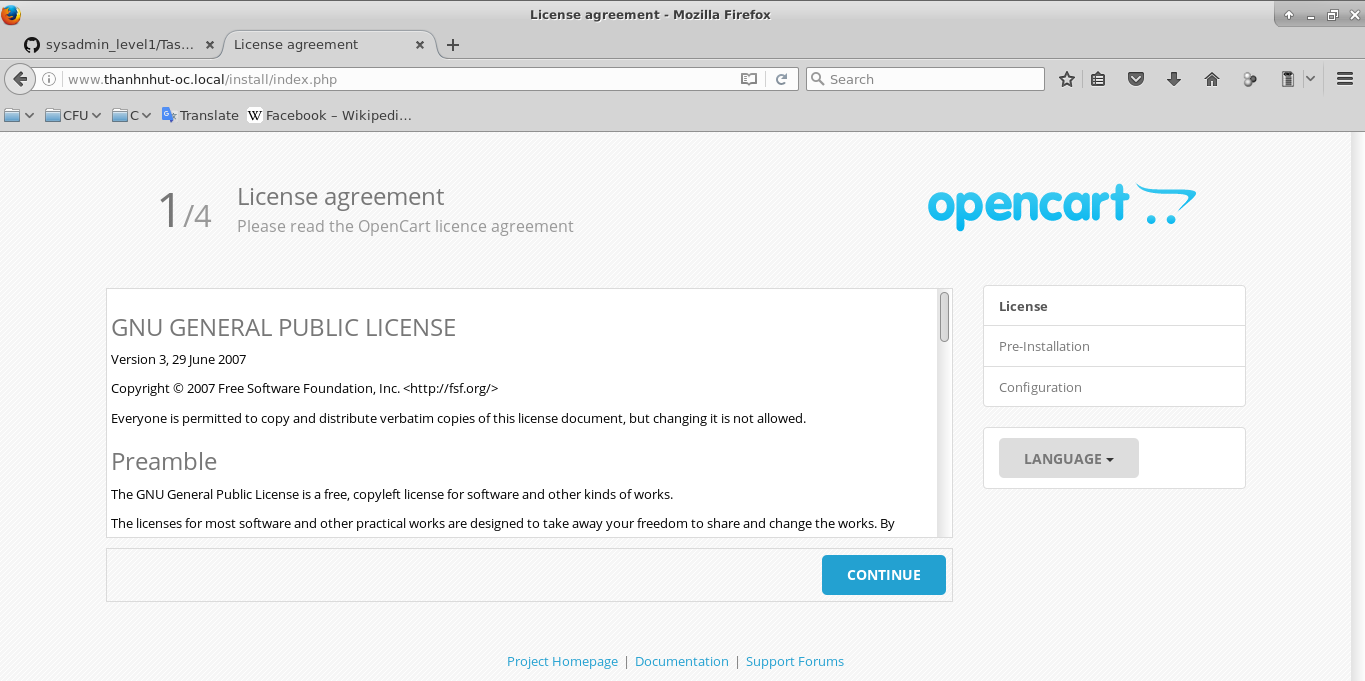 License agreement - Mozilla Firefox
sysadmin_level1/Tas...
License agreement
www.thanhnhut-oc.local/install/index.php
Search
CFU
C
Translate
W Facebook – Wikipedi...
1/4
License agreement
Please read the OpenCart licence agreement
opencart
GNU GENERAL PUBLIC LICENSE
Version 3, 29 June 2007
Copyright © 2007 Free Software Foundation, Inc. <http://fsf.org/>
Everyone is permitted to copy and distribute verbatim copies of this license document, but changing it is not allowed.
Preamble
The GNU General Public License is a free, copyleft license for software and other kinds of works.
The licenses for most software and other practical works are designed to take away your freedom to share and change the works. By
CONTINUE
License
Pre-Installation
Configuration
LANGUAGE
Project Homepage | Documentation | Support Forums